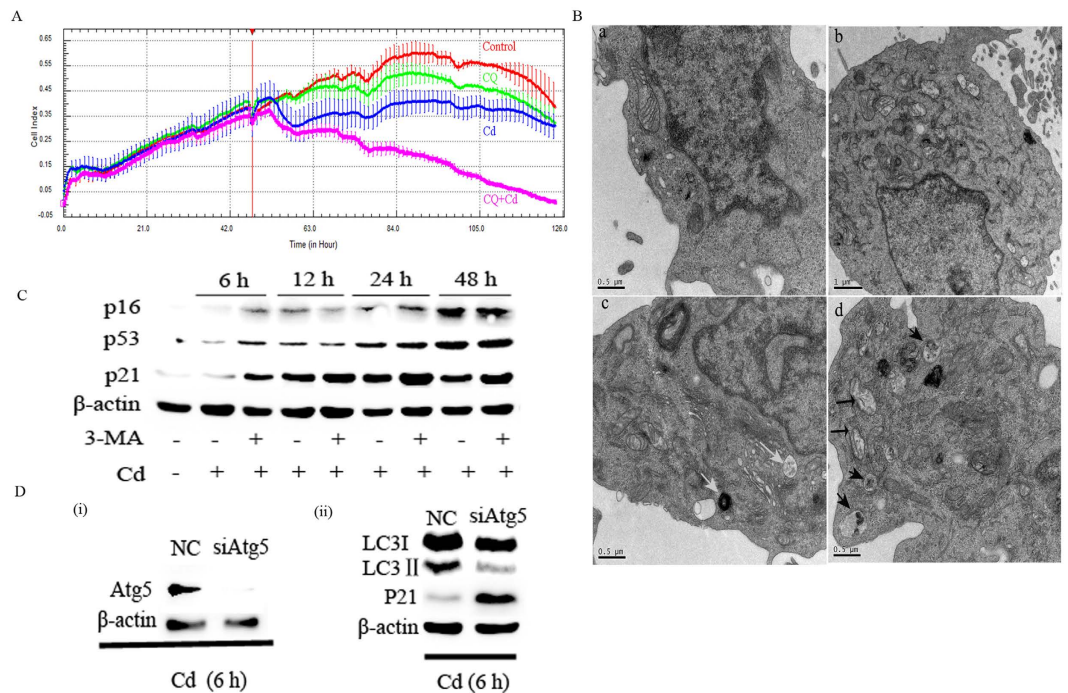 A
0.65
0.55
0.45
0.35
0.25
0.15
0.05
-0.05
Cell Index
Control
CQ
Cd
CQ+Cd
0.0 21.0 42.0 63.0 84.0 105.0 126.0
Time (in Hour)
B
a
0.5 μm
b
1 μm
c
0.5 μm
d
0.5 μm
C
6 h 12 h 24 h 48 h
p16
p53
p21
β-actin
3-MA - - + - + - + - +
Cd - + + + + + + + +
D
(i)
NC siAtg5
Atg5
β-actin
Cd (6 h)
(ii)
NC siAtg5
LC3I
LC3 II
P21
β-actin
Cd (6 h)